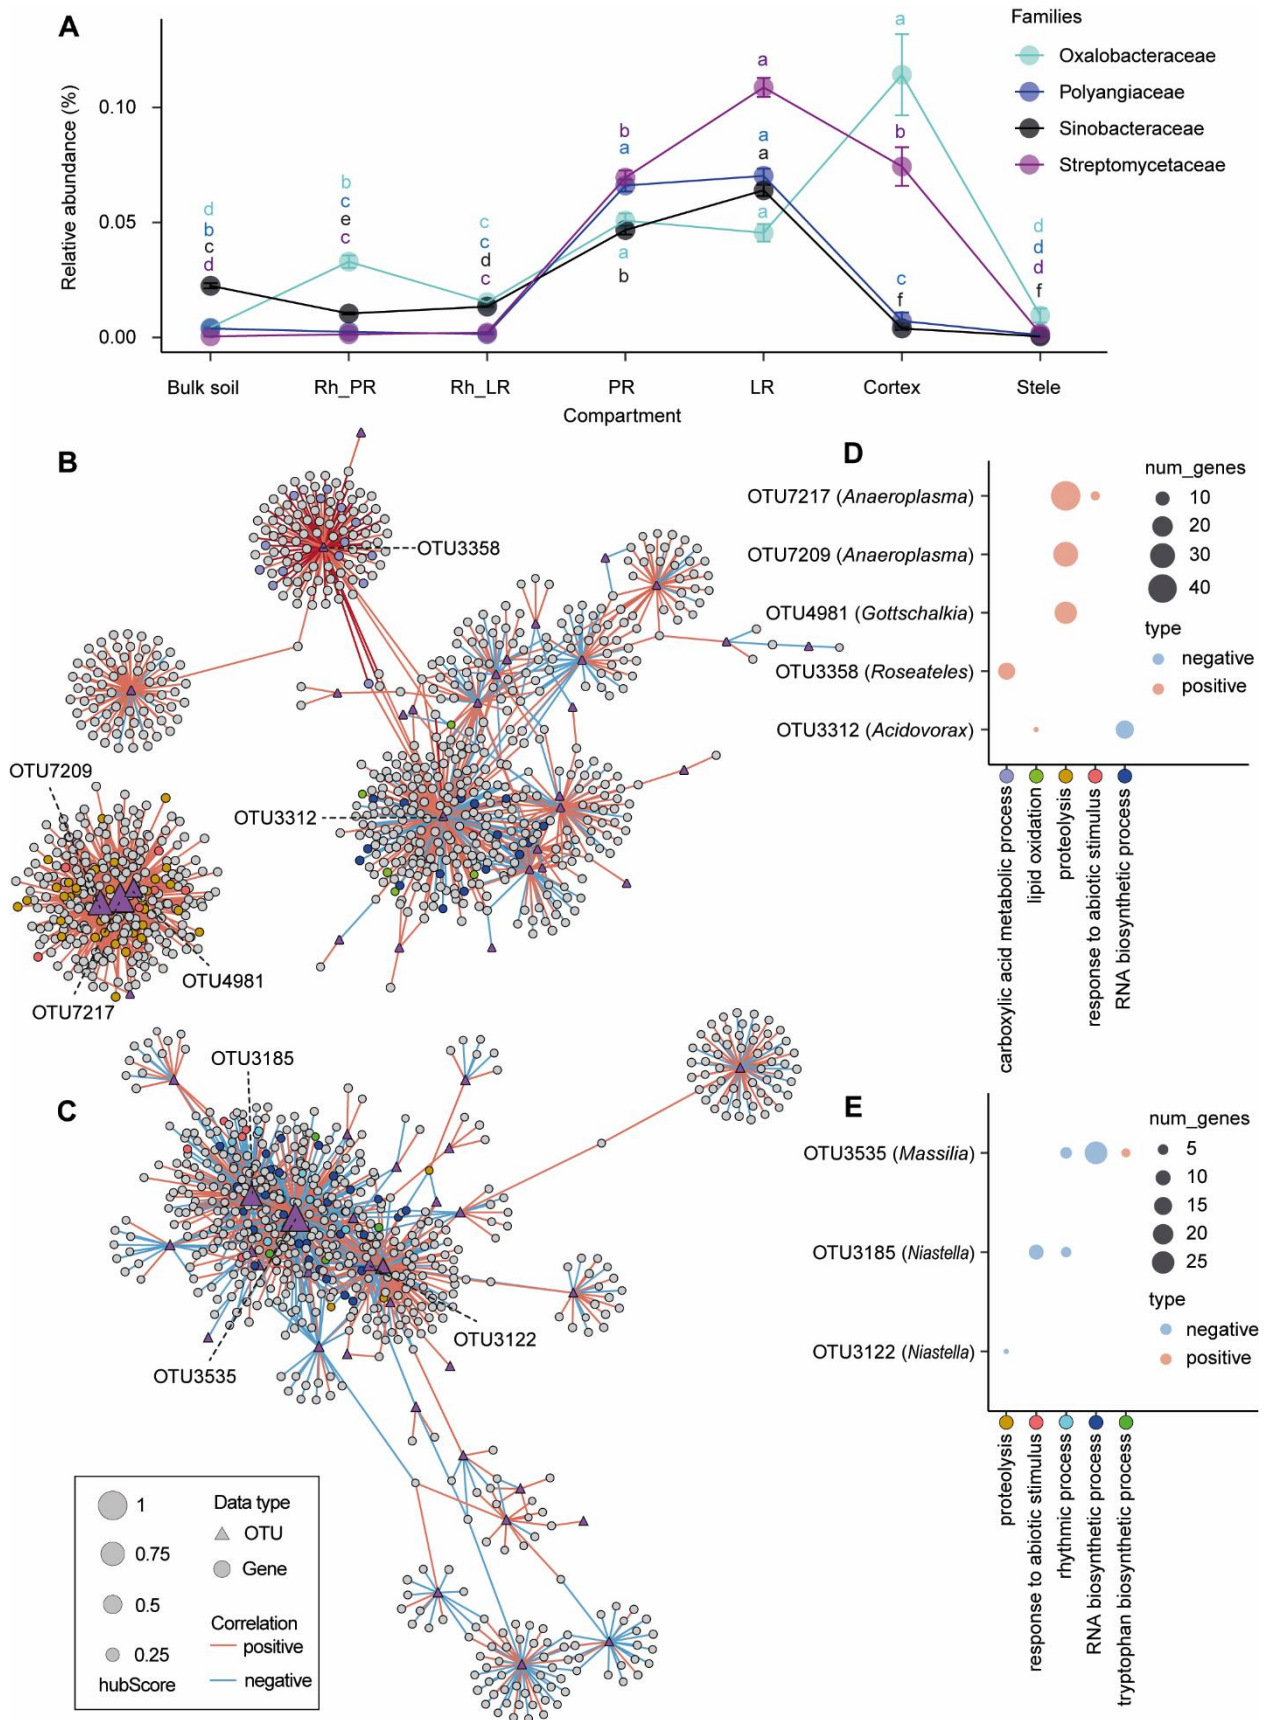 A
Families
Oxalobacteraceae
Polyangiaceae
Sinobacteraceae
Streptomycetaceae
Relative abundance (%)
0.10
0.05
0.00
d
b
c
d
b
c
e
c
c
c
d
c
b
a
a
b
a
a
a
a
a
b
c
f
d
d
d
f
Bulk soil
Rh_PR
Rh_LR
PR
LR
Cortex
Stele
Compartment
B
OTU3358
OTU7209
OTU3312
OTU4981
OTU7217
D
OTU7217 (Anaeroplasma)
OTU7209 (Anaeroplasma)
OTU4981 (Gottschalkia)
OTU3358 (Roseateles)
OTU3312 (Acidovorax)
num_genes
10
20
30
40
type
negative
positive
carboxylic acid metabolic process
lipid oxidation
proteolysis
response to abiotic stimulus
RNA biosynthetic process
C
OTU3185
OTU3122
OTU3535
1
0.75
0.5
0.25
hubScore
Data type
OTU
Gene
Correlation
positive
negative
E
OTU3535 (Massilia)
OTU3185 (Niastella)
OTU3122 (Niastella)
num_genes
5
10
15
20
25
type
negative
positive
proteolysis
response to abiotic stimulus
rhythmic process
RNA biosynthetic process
tryptophan biosynthetic process